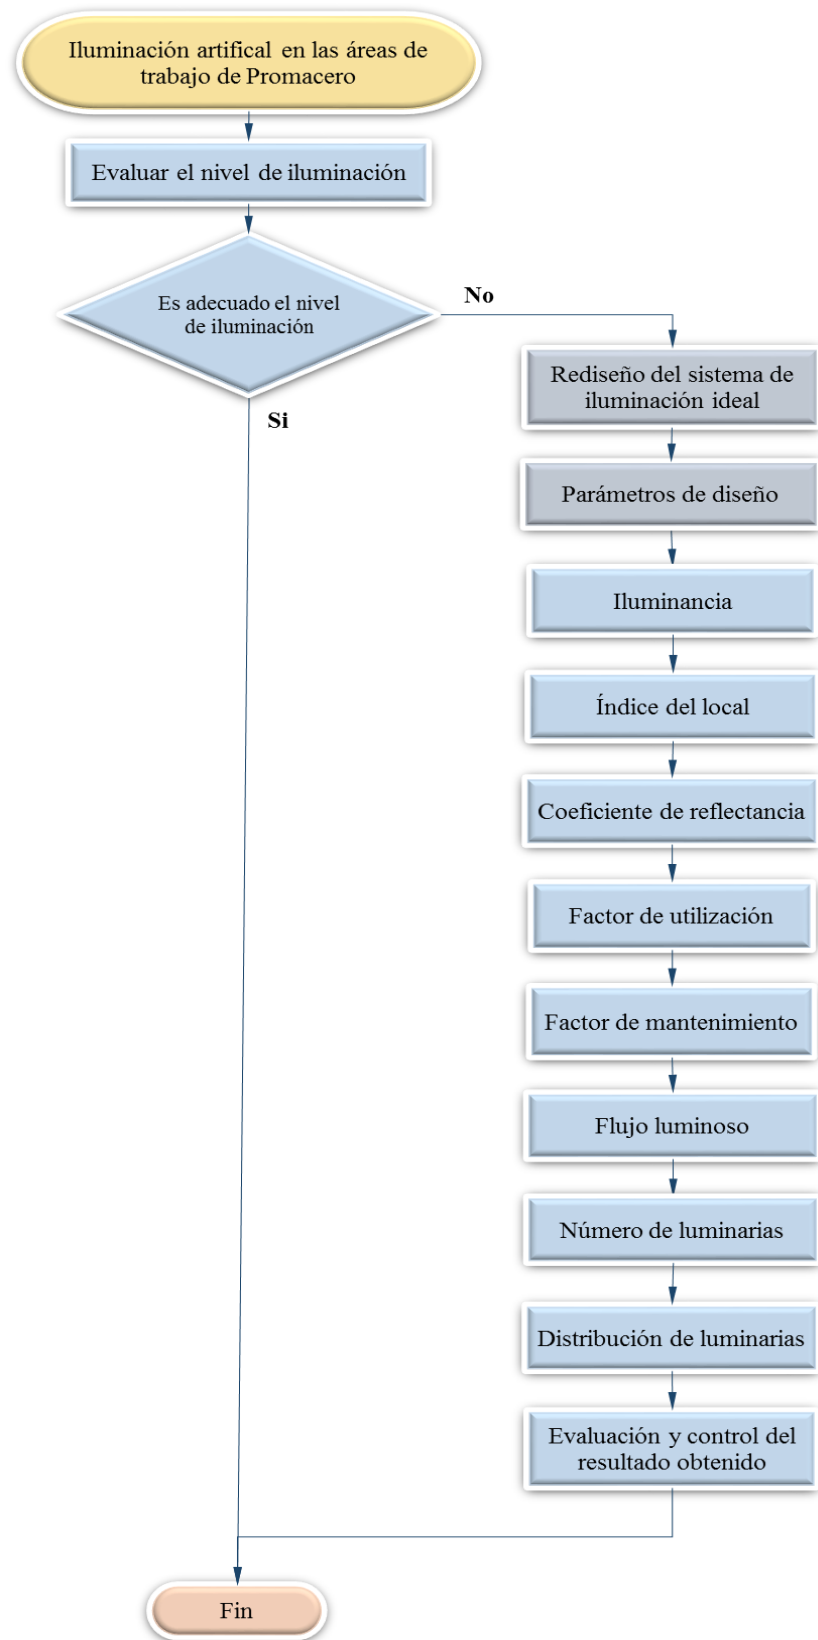 Iluminación artifical en las áreas de
trabajo de Promacero
Evaluar el nivel de iluminación
Es adecuado el nivel
de iluminación
No
Si
Rediseño del sistema de
iluminación ideal
Parámetros de diseño
Iluminancia
Índice del local
Coeficiente de reflectancia
Factor de utilización
Factor de mantenimiento
Flujo luminoso
Número de luminarias
Distribución de luminarias
Evaluación y control del
resultado obtenido
Fin